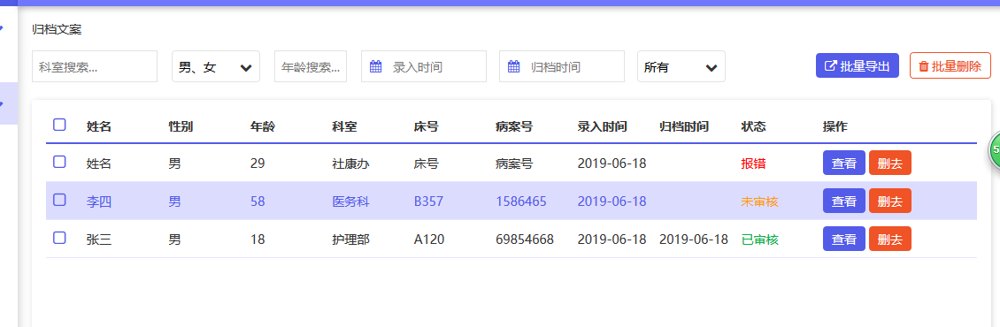 归档文案
科室搜索... 男、女 年龄搜索... 录入时间 归档时间 所有 批量导出 批量删除
姓名 性别 年龄 科室 床号 病案号 录入时间 归档时间 状态 操作
姓名 男 29 社康办 床号 病案号 2019-06-18 报错 查看 删去
李四 男 58 医务科 B357 1586465 2019-06-18 未审核 查看 删去
张三 男 18 护理部 A120 69854668 2019-06-18 2019-06-18 已审核 查看 删去